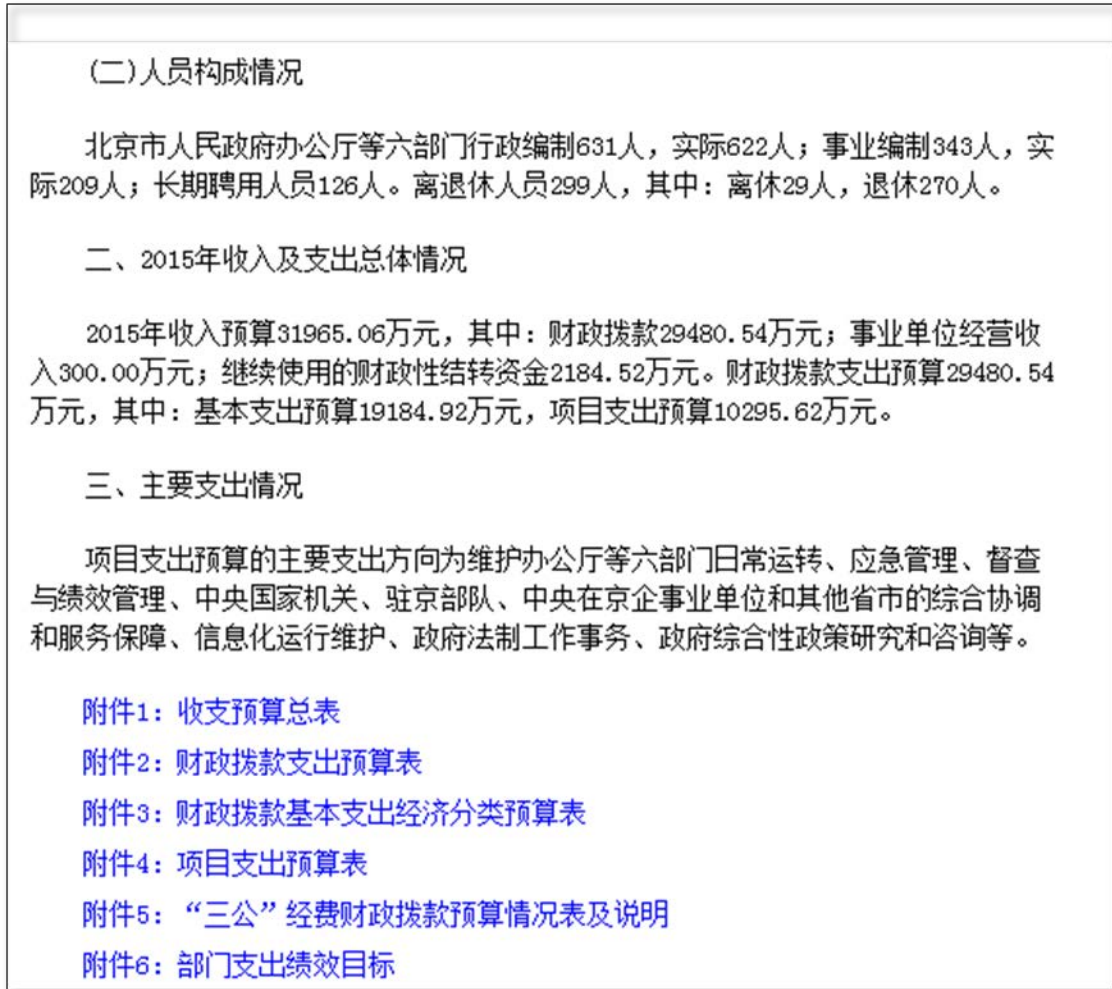 (二)人员构成情况
北京市人民政府办公厅等六部门行政编制631人，实际622人；事业编制343人，实
际209人；长期聘用人员126人。离退休人员299人，其中：离休29人，退休270人。
二、2015年收入及支出总体情况
2015年收入预算31965.06万元，其中：财政拨款29480.54万元；事业单位经营收
入300.00万元；继续使用的财政性结转资金2184.52万元。财政拨款支出预算29480.54
万元，其中：基本支出预算19184.92万元，项目支出预算10295.62万元。
三、主要支出情况
项目支出预算的主要支出方向为维护办公厅等六部门日常运转、应急管理、督查
与绩效管理、中央国家机关、驻京部队、中央在京企事业单位和其他省市的综合协调
和服务保障、信息化运行维护、政府法制工作事务、政府综合性政策研究和咨询等。
附件1：收支预算总表
附件2：财政拨款支出预算表
附件3：财政拨款基本支出经济分类预算表
附件4：项目支出预算表
附件5：“三公”经费财政拨款预算情况表及说明
附件6：部门支出绩效目标